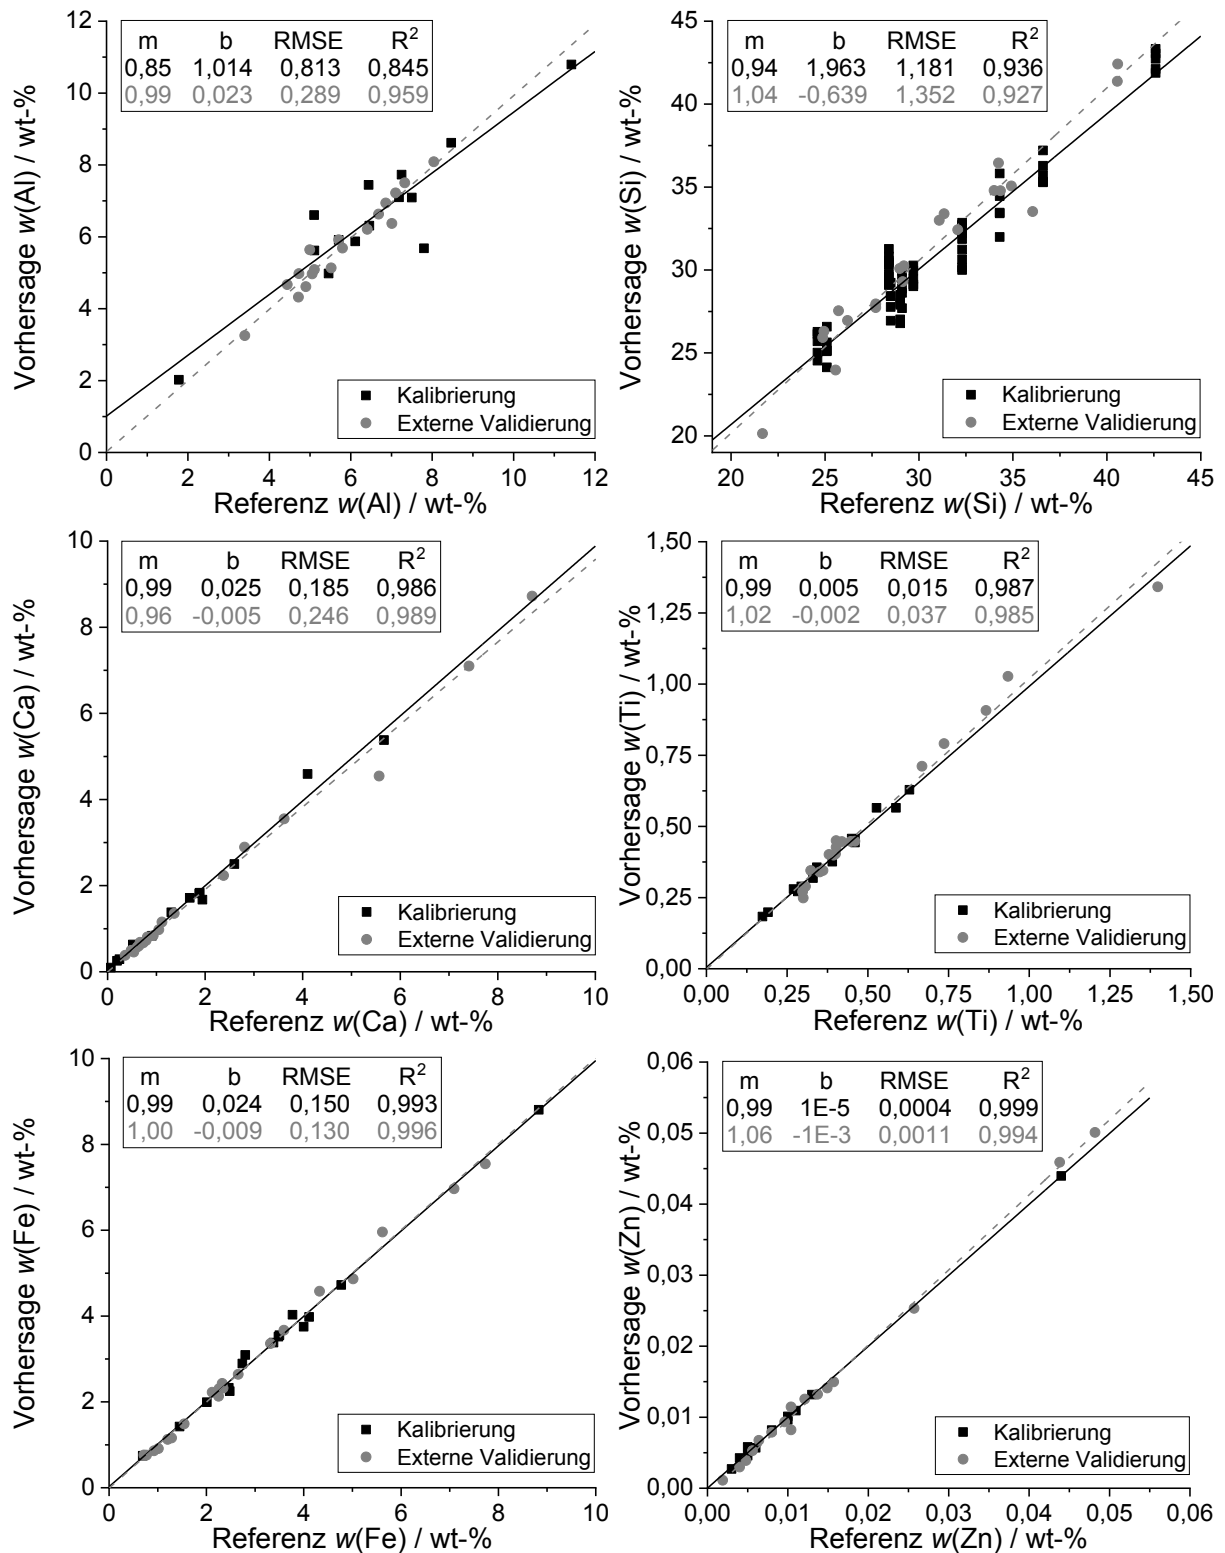 m b RMSE R²
0,85 1,014 0,813 0,845
0,99 0,023 0,289 0,959
12
10
8
6
4
2
0
Vorhersage w(Al) / wt-%
Kalibrierung
Externe Validierung
0 2 4 6 8 10 12
Referenz w(Al) / wt-%
m b RMSE R²
0,94 1,963 1,181 0,936
1,04 -0,639 1,352 0,927
45
40
35
30
25
20
Vorhersage w(Si) / wt-%
Kalibrierung
Externe Validierung
20 25 30 35 40 45
Referenz w(Si) / wt-%
m b RMSE R²
0,99 0,025 0,185 0,986
0,96 -0,005 0,246 0,989
10
8
6
4
2
0
Vorhersage w(Ca) / wt-%
Kalibrierung
Externe Validierung
0 2 4 6 8 10
Referenz w(Ca) / wt-%
m b RMSE R²
0,99 0,005 0,015 0,987
1,02 -0,002 0,037 0,985
1,50
1,25
1,00
0,75
0,50
0,25
0,00
Vorhersage w(Ti) / wt-%
Kalibrierung
Externe Validierung
0,00 0,25 0,50 0,75 1,00 1,25 1,50
Referenz w(Ti) / wt-%
m b RMSE R²
0,99 0,024 0,150 0,993
1,00 -0,009 0,130 0,996
10
8
6
4
2
0
Vorhersage w(Fe) / wt-%
Kalibrierung
Externe Validierung
0 2 4 6 8 10
Referenz w(Fe) / wt-%
m b RMSE R²
0,99 1E-5 0,0004 0,999
1,06 -1E-3 0,0011 0,994
0,06
0,05
0,04
0,03
0,02
0,01
0,00
Vorhersage w(Zn) / wt-%
Kalibrierung
Externe Validierung
0,00 0,01 0,02 0,03 0,04 0,05 0,06
Referenz w(Zn) / wt-%